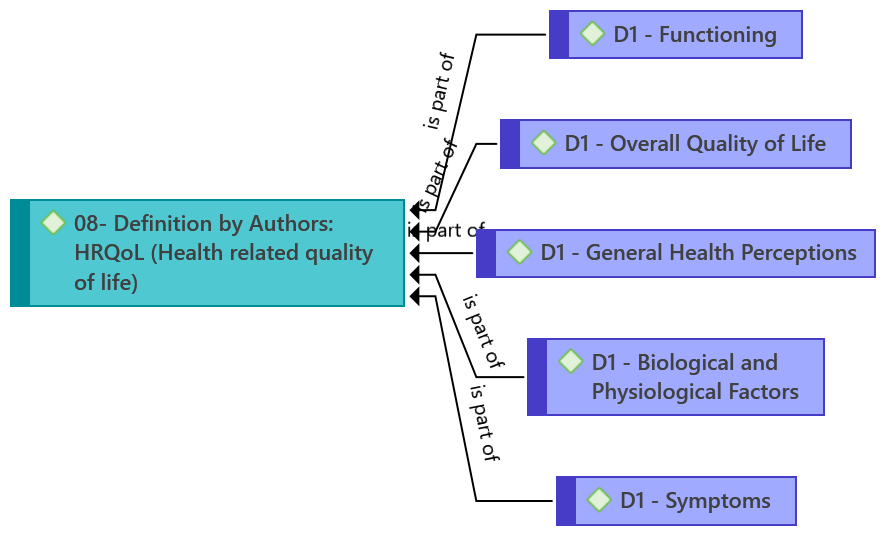 D1 - Functioning
is part of
D1 - Overall Quality of Life
is part of
08- Definition by Authors:
HRQoL (Health related quality
of life)
is part of
D1 - General Health Perceptions
is part of
D1 - Biological and
Physiological Factors
is part of
D1 - Symptoms